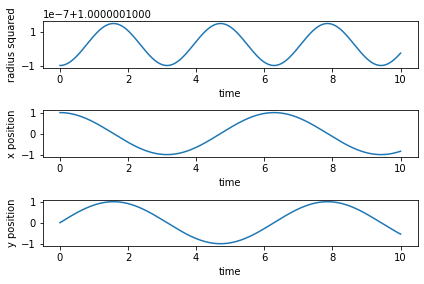 1e-7+1.0000001000
radius squared
1
−1
0 2 4 6 8 10
time
x position
1
0
−1
0 2 4 6 8 10
time
y position
1
0
−1
0 2 4 6 8 10
time